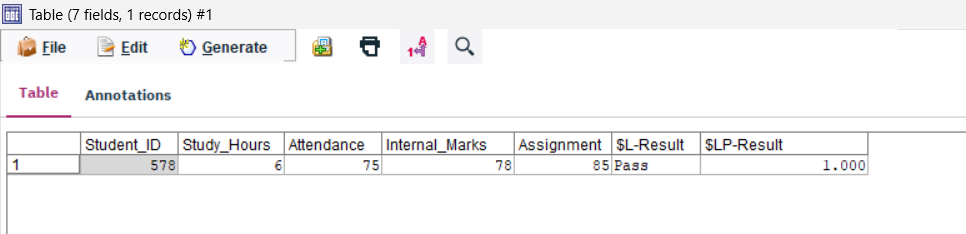 Table (7 fields, 1 records) #1
File Edit Generate
Table Annotations
Student_ID Study_Hours Attendance Internal_Marks Assignment $L-Result $LP-Result
1 578 6 75 78 85 Pass 1.000